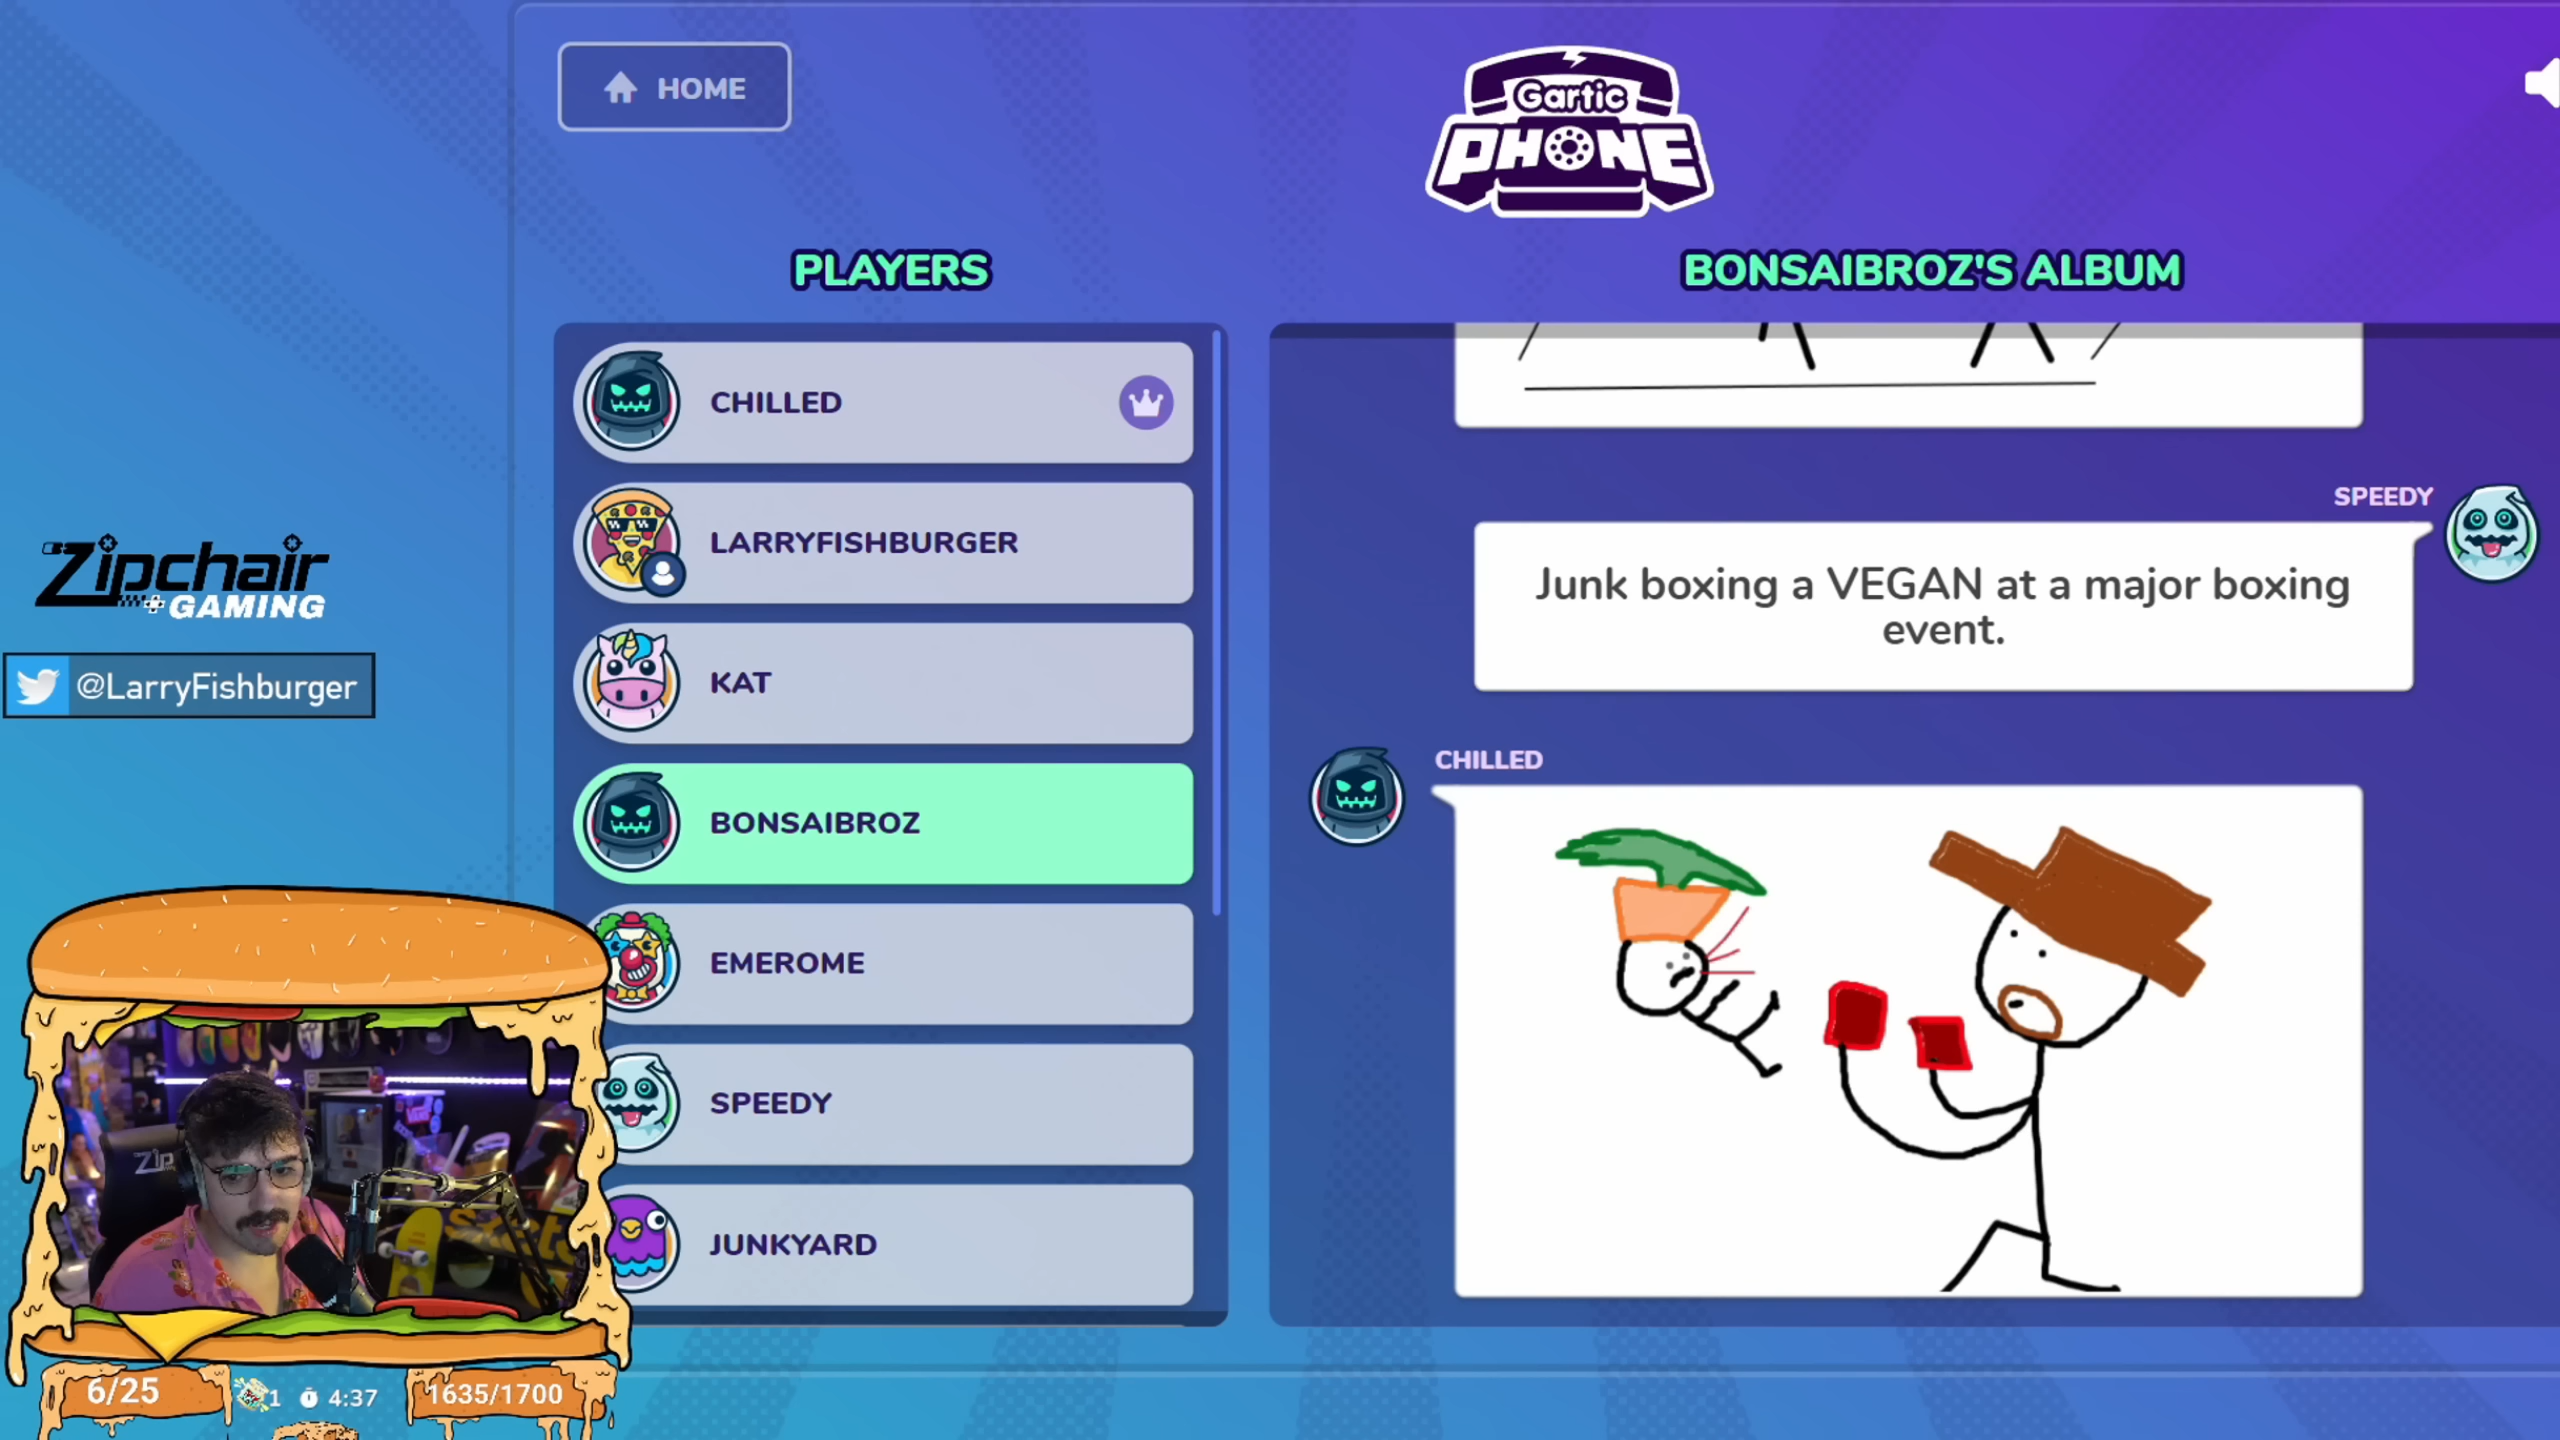 HOME
Gartic
PHONE
PLAYERS
BONSAIBROZ'S ALBUM
CHILLED
LARRYFISHBURGER
KAT
BONSAIBROZ
EMEROME
SPEEDY
JUNKYARD
SPEEDY
Junk boxing a VEGAN at a major boxing
event.
CHILLED
Zipchair
GAMING
@LarryFishburger
Zip
6/25
1
4:37
1635/1700